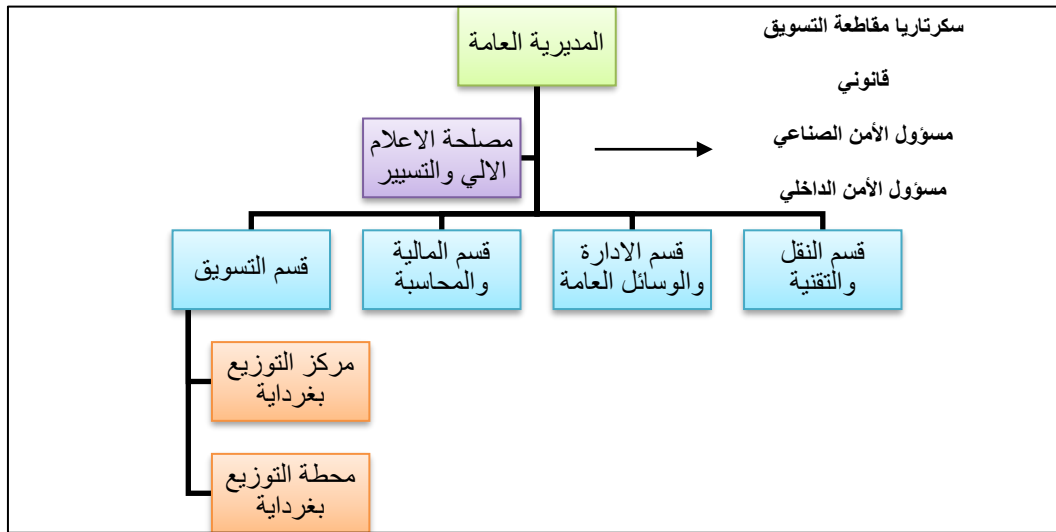 سكرتاريا مقاطعة التسويق
قانوني
مسؤول الأمن الصناعي
مسؤول الأمن الداخلي
المديرية العامة
مصلحة الاعلام
الالي والتسيير
قسم النقل
والتقنية
قسم الادارة
والوسائل العامة
قسم المالية
والمحاسبة
قسم التسويق
مركز التوزيع
بغرداية
محطة التوزيع
بغرداية